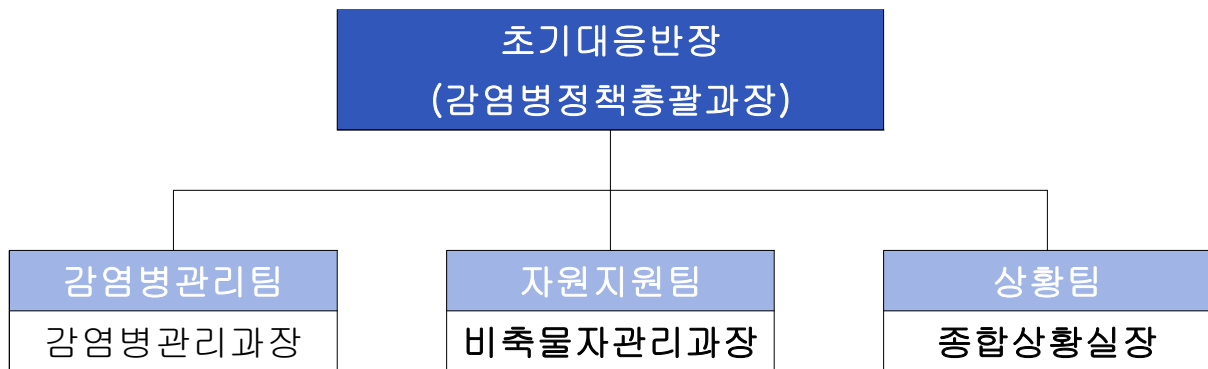 초기대응반장
(감염병정책총괄과장)
감염병관리팀
감염병관리과장
자원지원팀
비축물자관리과장
상황팀
종합상황실장